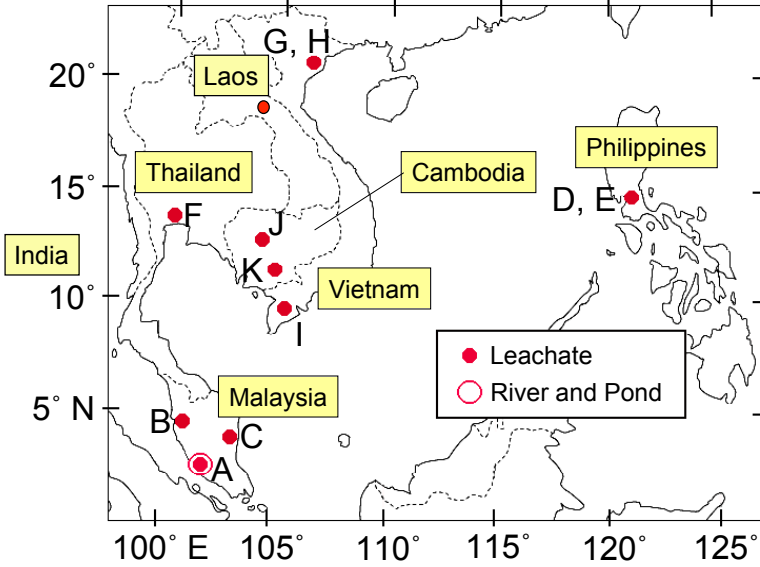 G, H
20°
Laos
Philippines
Thailand
Cambodia
15°
D, E
F
J
India
K
Vietnam
10°
I
Leachate
River and Pond
Malaysia
5° N
B
C
A
100° E 105° 110° 115° 120° 125°